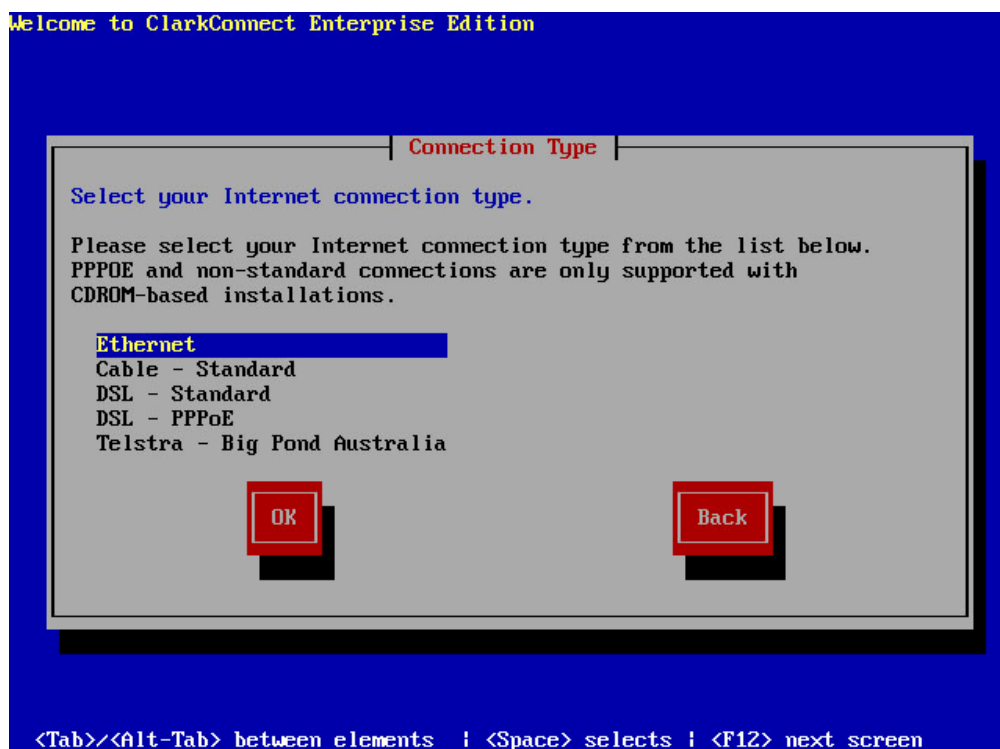 Welcome to ClarkConnect Enterprise Edition
Connection Type
Select your Internet connection type.
Please select your Internet connection type from the list below.
PPPOE and non-standard connections are only supported with
CDROM-based installations.
Ethernet
Cable - Standard
DSL - Standard
DSL - PPPoE
Telstra - Big Pond Australia
OK Back
<Tab>/<Alt-Tab> between elements | <Space> selects | <F12> next screen